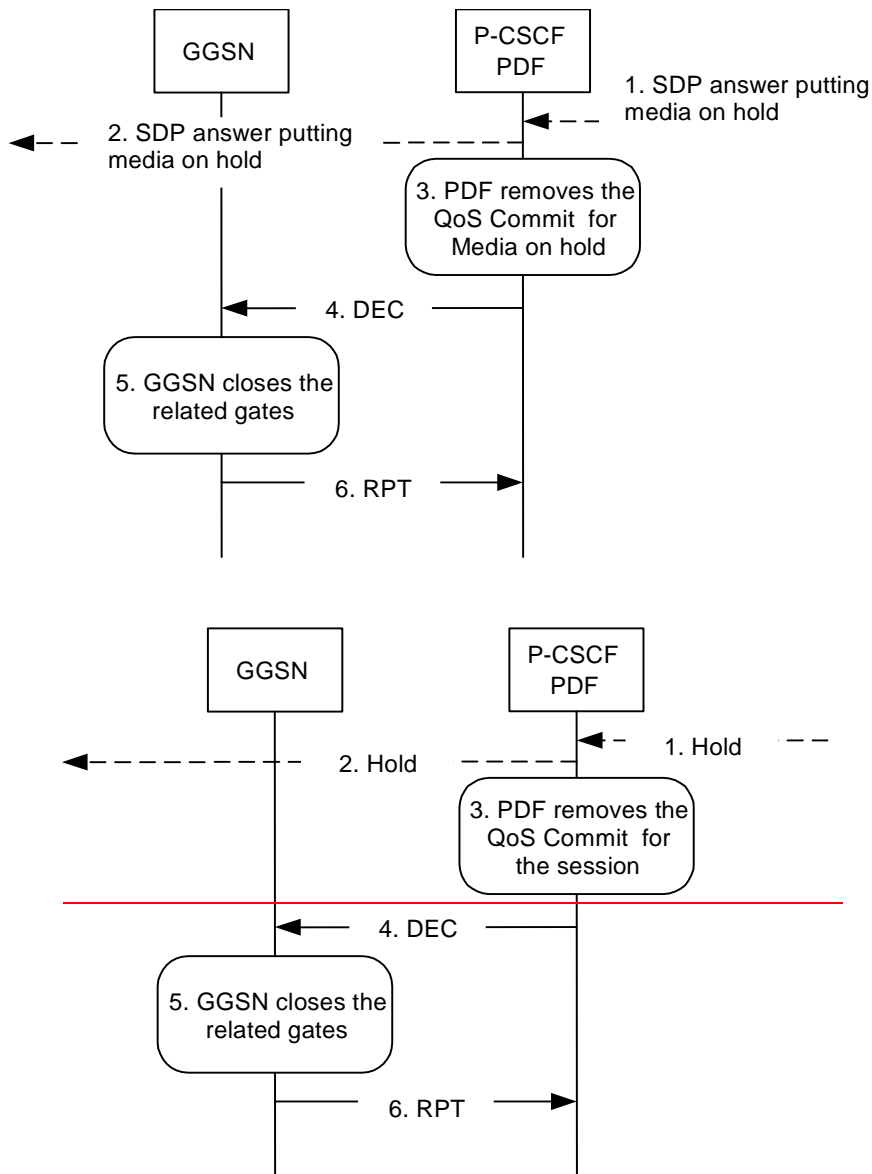 GGSN
P-CSCF
PDF
1. SDP answer putting
media on hold
2. SDP answer putting
media on hold
3. PDF removes the
QoS Commit for
Media on hold
4. DEC
5. GGSN closes the
related gates
6. RPT
GGSN
P-CSCF
PDF
1. Hold
2. Hold
3. PDF removes the
QoS Commit for
the session
4. DEC
5. GGSN closes the
related gates
6. RPT